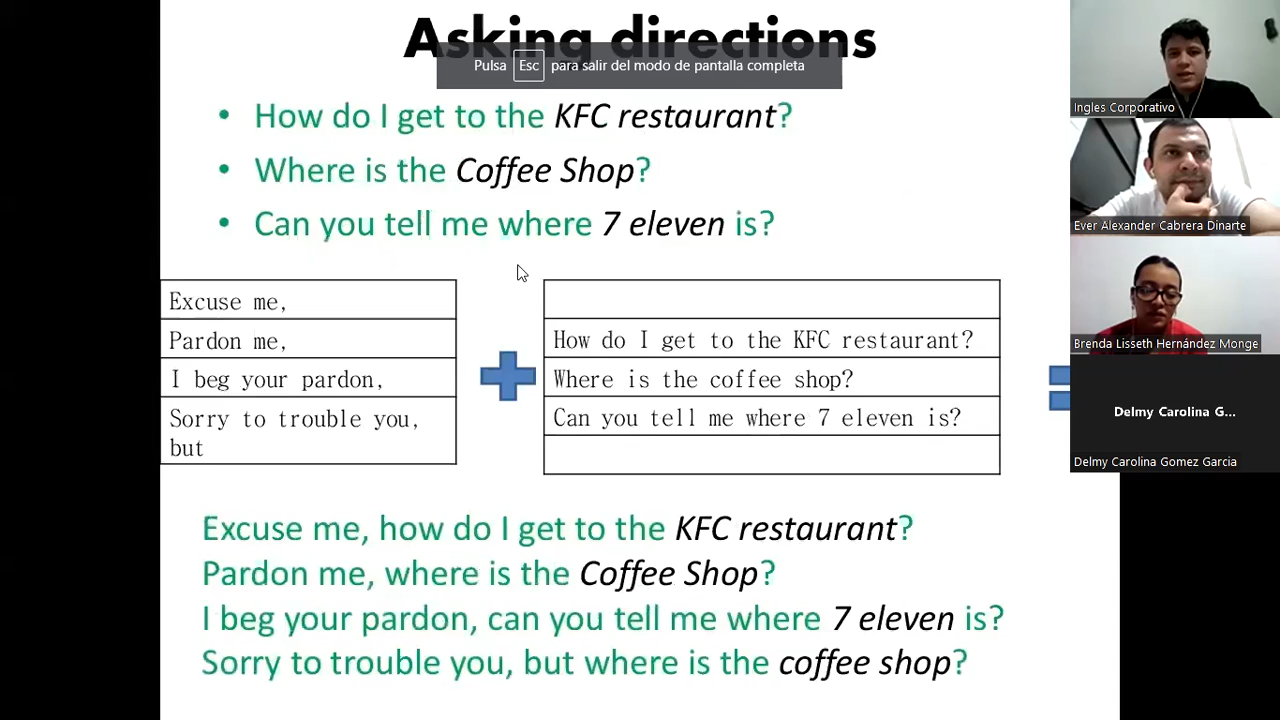 Asking directions
Pulsa Esc para salir del modo de pantalla completa
• How do I get to the KFC restaurant?
• Where is the Coffee Shop?
• Can you tell me where 7 eleven is?
Excuse me,
Pardon me,
I beg your pardon,
Sorry to trouble you,
but
How do I get to the KFC restaurant?
Where is the coffee shop?
Can you tell me where 7 eleven is?
Excuse me, how do I get to the KFC restaurant?
Pardon me, where is the Coffee Shop?
I beg your pardon, can you tell me where 7 eleven is?
Sorry to trouble you, but where is the coffee shop?
Ingles Corporativo
Ever Alexander Cabrera Dinarte
Brenda Lisseth Hernández Monge
Delmy Carolina G...
Delmy Carolina Gomez Garcia